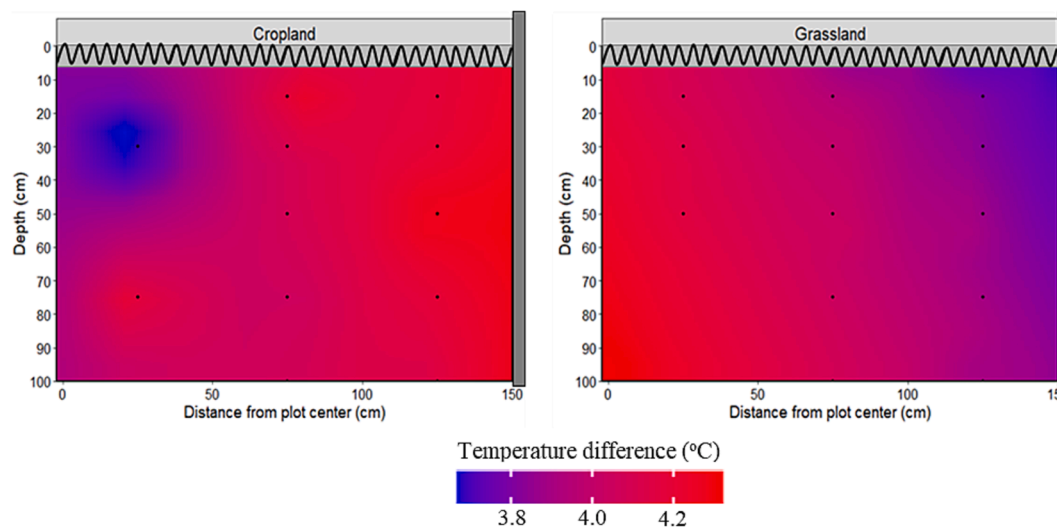 Cropland
0
10
20
30
40
50
60
70
80
90
100
Depth (cm)
0 50 100 150
Distance from plot center (cm)
Grassland
0
10
20
30
40
50
60
70
80
90
100
Depth (cm)
0 50 100 15
Distance from plot center (cm)
Temperature difference (°C)
3.8 4.0 4.2